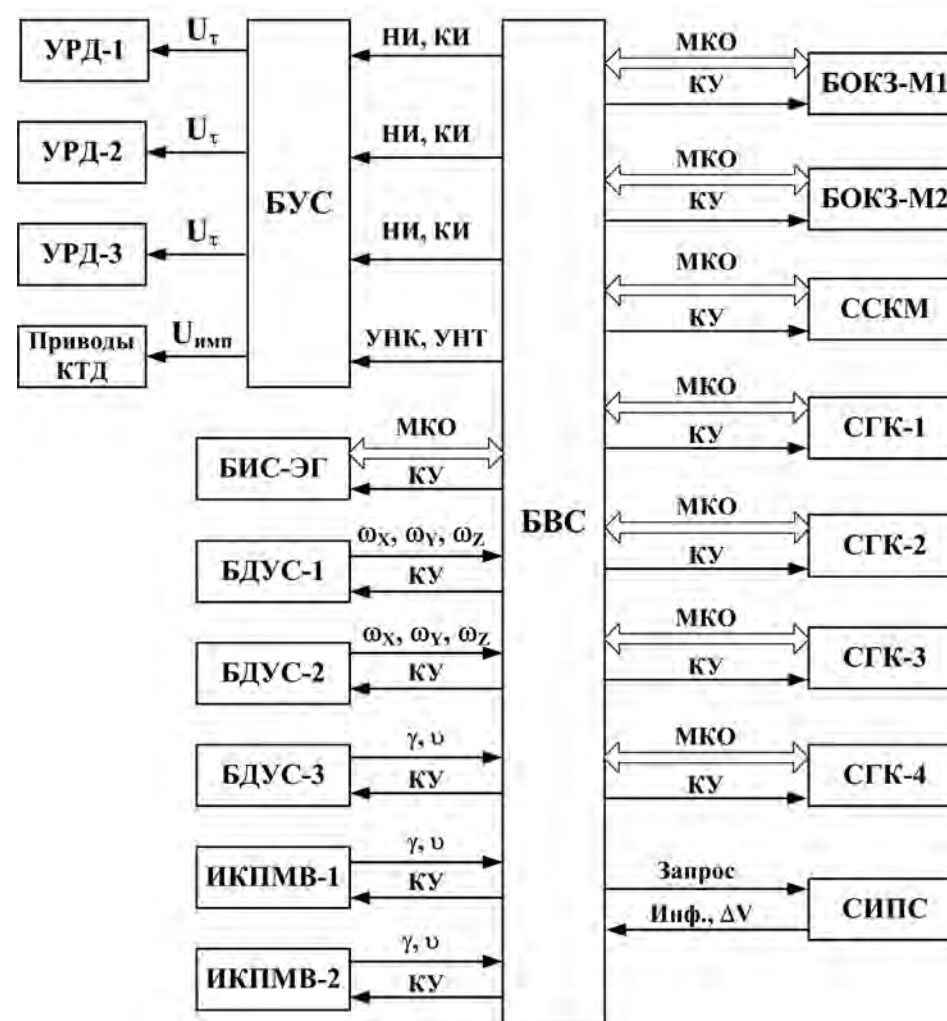 УРД-1
Uτ
НИ, КИ
МКО
КУ
БОКЗ-М1
УРД-2
Uτ
НИ, КИ
МКО
КУ
БОКЗ-М2
БУС
УРД-3
Uτ
НИ, КИ
МКО
КУ
ССКМ
Приводы
КТД
Uимп
УНК, УНТ
МКО
КУ
СГК-1
БИС-ЭГ
МКО
КУ
БВС
МКО
КУ
СГК-2
БДУС-1
ωX, ωY, ωZ
КУ
БДУС-2
ωX, ωY, ωZ
КУ
МКО
КУ
СГК-3
БДУС-3
γ, υ
КУ
МКО
КУ
СГК-4
ИКПМВ-1
γ, υ
КУ
Запрос
Инф., ΔV
СИПС
ИКПМВ-2
γ, υ
КУ